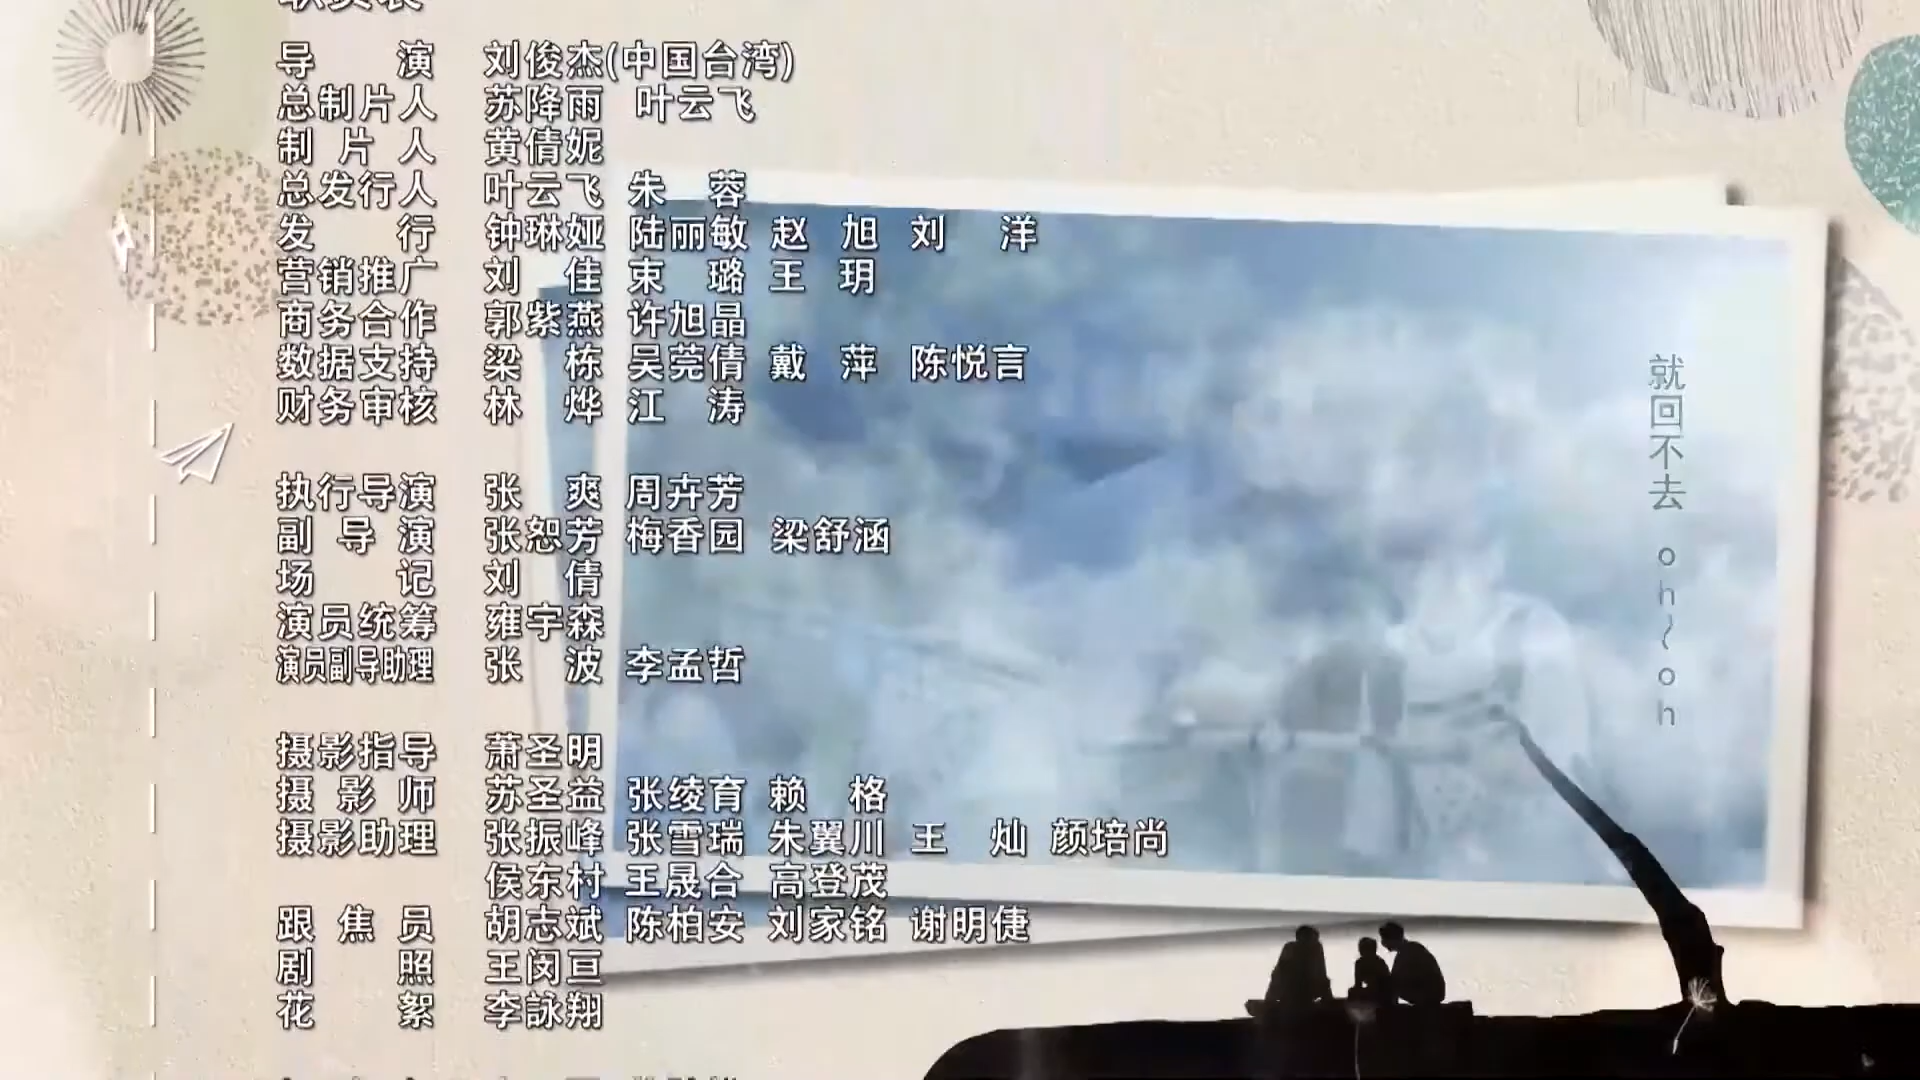 职员表
导演 刘俊杰(中国台湾)
总制片人 苏降雨 叶云飞
制片人 黄倩妮
总发行人 叶云飞 朱蓉
发行 钟琳娅 陆丽敏 赵旭 刘洋
营销推广 刘佳 束璐 王玥
商务合作 郭紫燕 许旭晶
数据支持 梁栋 吴莞倩 戴萍 陈悦言
财务审核 林烨 江涛
执行导演 张爽 周卉芳
副导演 张恕芳 梅香园 梁舒涵
场记 刘倩
演员统筹 雍宇森
演员副导助理 张波 李孟哲
摄影指导 萧圣明
摄影师 苏圣益 张绫育 赖格
摄影助理 张振峰 张雪瑞 朱翼川 王灿 颜培尚
侯东村 王晟合 高登茂
跟焦员 胡志斌 陈柏安 刘家铭 谢明倢
剧照 王闵亘
花絮 李詠翔
就回不去 oh~oh